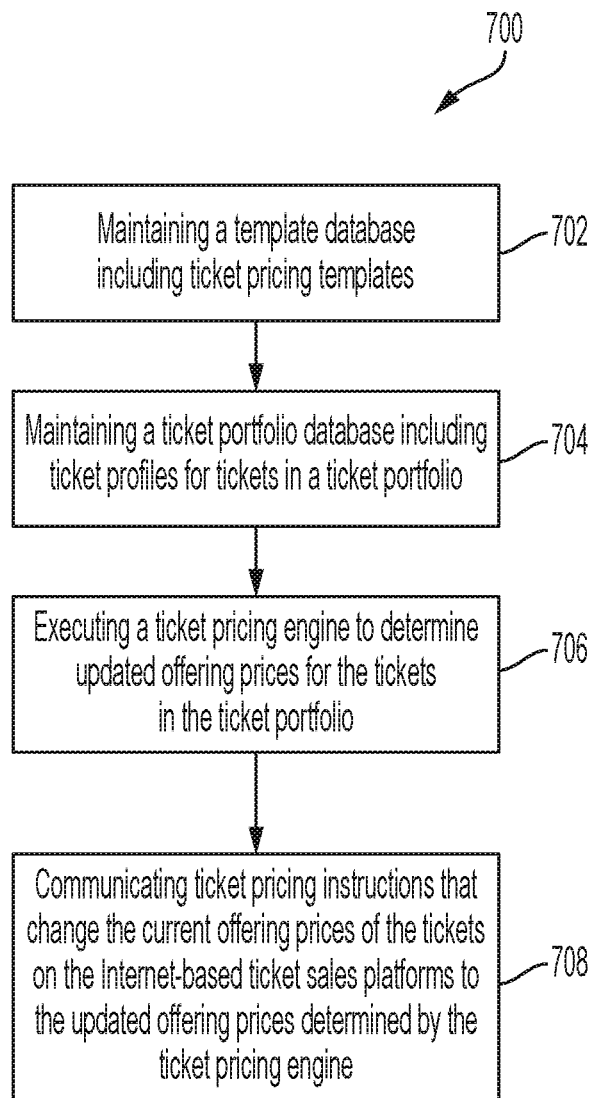 700
Maintaining a template database
including ticket pricing templates
702
Maintaining a ticket portfolio database including
ticket profiles for tickets in a ticket portfolio
704
Executing a ticket pricing engine to determine
updated offering prices for the tickets
in the ticket portfolio
706
Communicating ticket pricing instructions that
change the current offering prices of the tickets
on the Internet-based ticket sales platforms to
the updated offering prices determined by the
ticket pricing engine
708